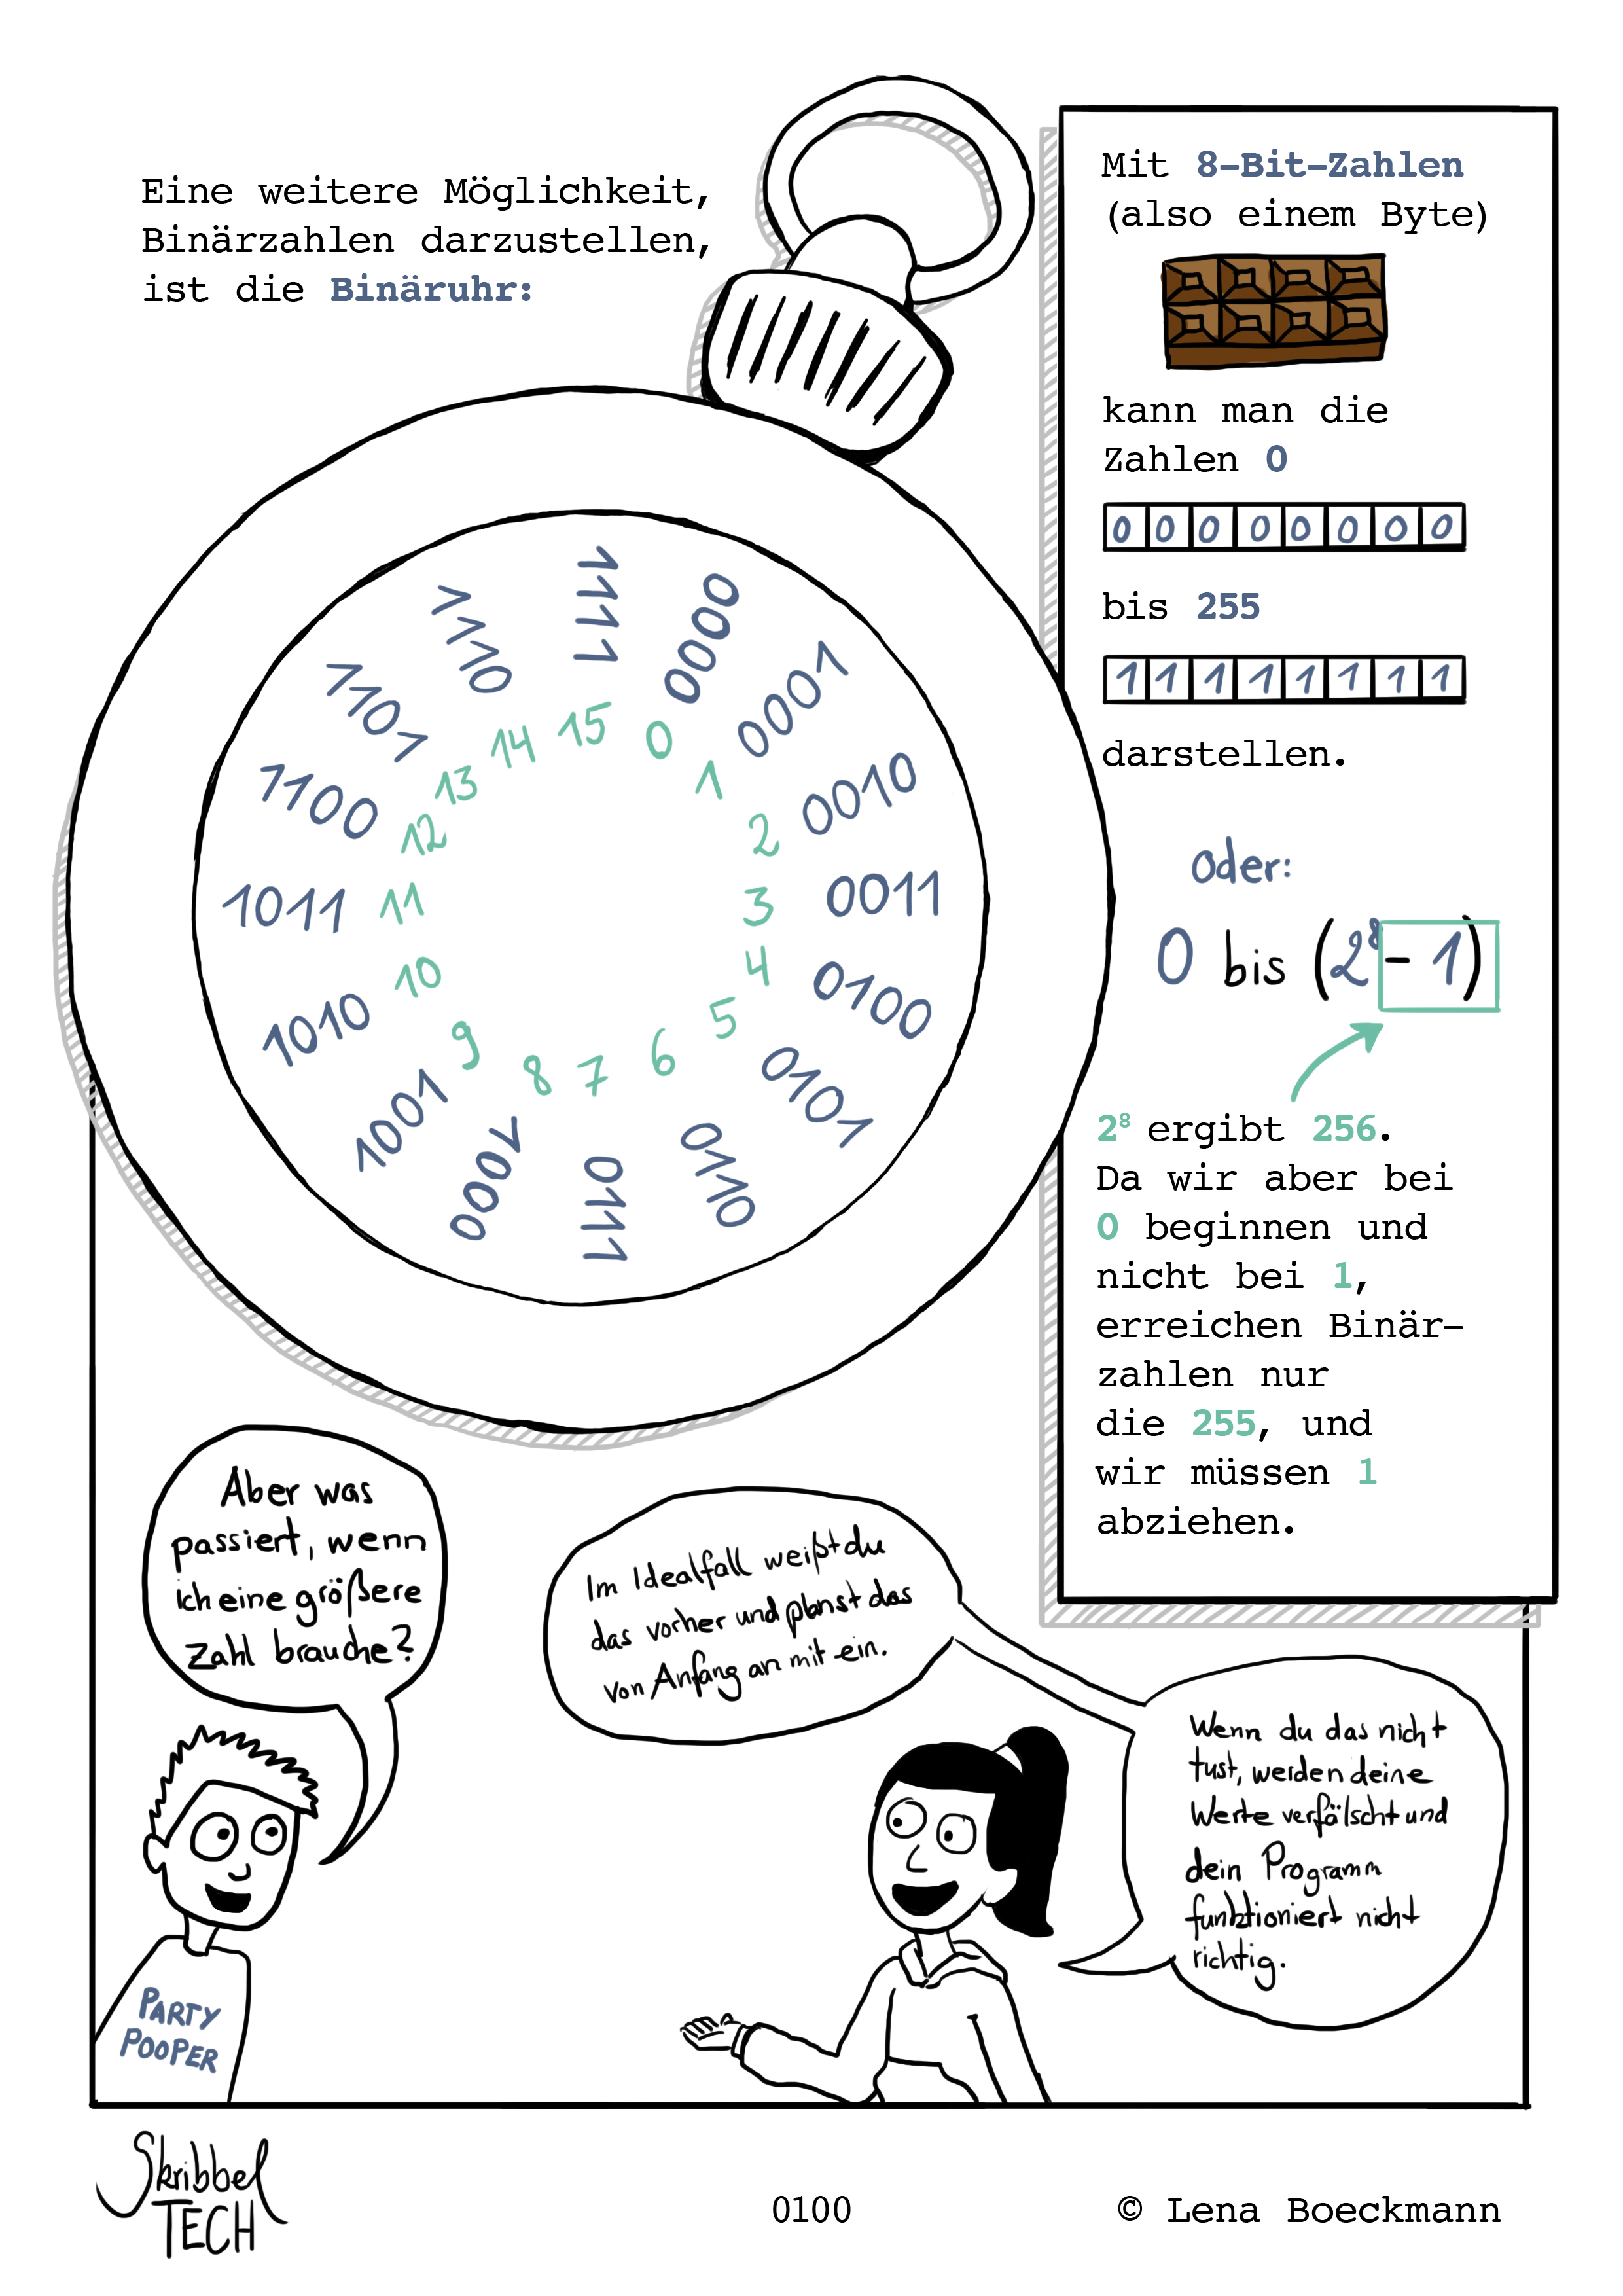 Eine weitere Möglichkeit,
Binärzahlen darzustellen,
ist die Binäruhr:
1111
0000
0001
0010
0011
0100
0101
0110
0111
1000
1001
1010
1011
1100
1101
1110
15
0
1
2
3
4
5
6
7
8
9
10
11
12
13
14
Mit 8-Bit-Zahlen
(also einem Byte)
kann man die
Zahlen 0
0 0 0 0 0 0 0 0
bis 255
1 1 1 1 1 1 1 1
darstellen.
oder:
0 bis (2⁸ - 1)
2⁸ ergibt 256.
Da wir aber bei
0 beginnen und
nicht bei 1,
erreichen Binär-
zahlen nur
die 255, und
wir müssen 1
abziehen.
Aber was
passiert, wenn
ich eine größere
Zahl brauche?
Im Idealfall weißt du
das vorher und planst das
von Anfang an mit ein.
Wenn du das nicht
tust, werden deine
Werte verfälscht und
dein Programm
funktioniert nicht
richtig.
PARTY
POOPER
Skribbel
TECH
0100
© Lena Boeckmann